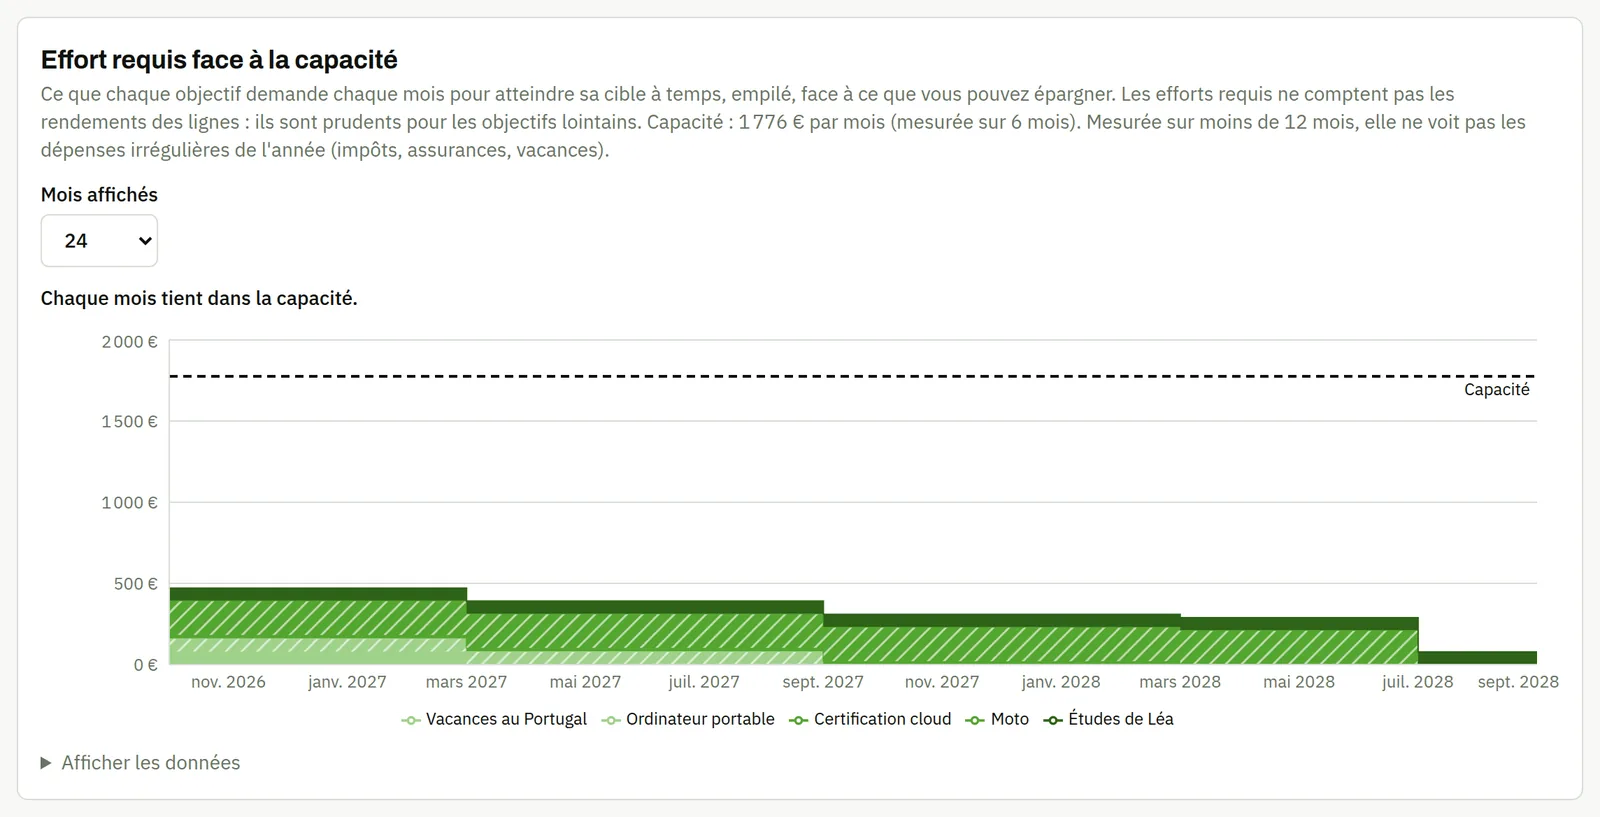 Effort requis face à la capacité
Ce que chaque objectif demande chaque mois pour atteindre sa cible à temps, empilé, face à ce que vous pouvez épargner. Les efforts requis ne comptent pas les
rendements des lignes : ils sont prudents pour les objectifs lointains. Capacité : 1 776 € par mois (mesurée sur 6 mois). Mesurée sur moins de 12 mois, elle ne voit pas les
dépenses irrégulières de l'année (impôts, assurances, vacances).
Mois affichés
24
Chaque mois tient dans la capacité.
2 000 €
Capacité
1 500 €
1 000 €
500 €
0 €
nov. 2026 janv. 2027 mars 2027 mai 2027 juil. 2027 sept. 2027 nov. 2027 janv. 2028 mars 2028 mai 2028 juil. 2028 sept. 2028
Vacances au Portugal Ordinateur portable Certification cloud Moto Études de Léa
Afficher les données